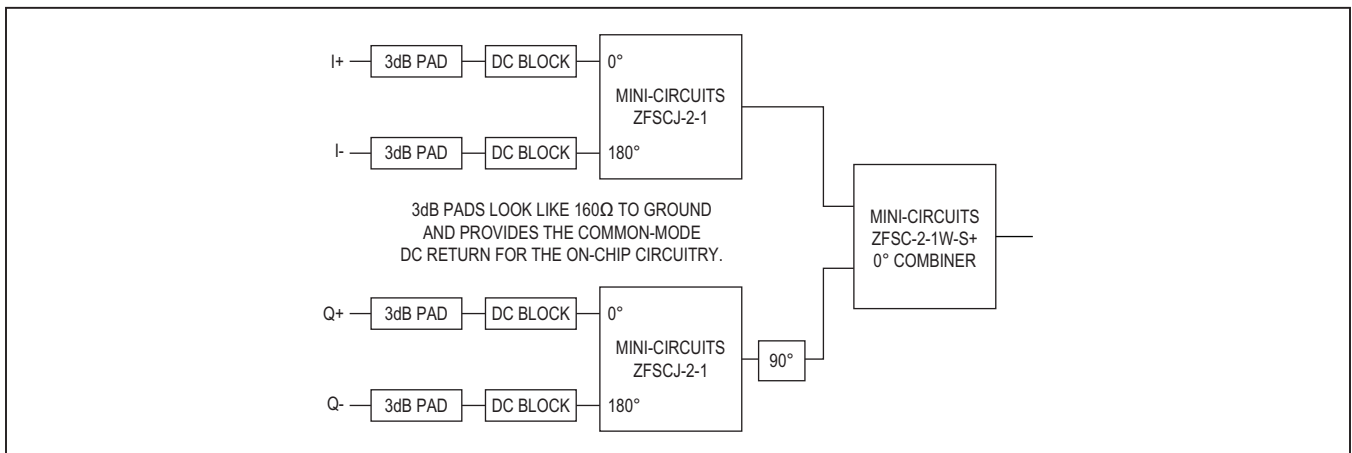 I+
3dB PAD
DC BLOCK
0°
MINI-CIRCUITS
ZFSCJ-2-1
I-
3dB PAD
DC BLOCK
180°
3dB PADS LOOK LIKE 160Ω TO GROUND
AND PROVIDES THE COMMON-MODE
DC RETURN FOR THE ON-CHIP CIRCUITRY.
MINI-CIRCUITS
ZFSC-2-1W-S+
0° COMBINER
Q+
3dB PAD
DC BLOCK
0°
MINI-CIRCUITS
ZFSCJ-2-1
90°
Q-
3dB PAD
DC BLOCK
180°